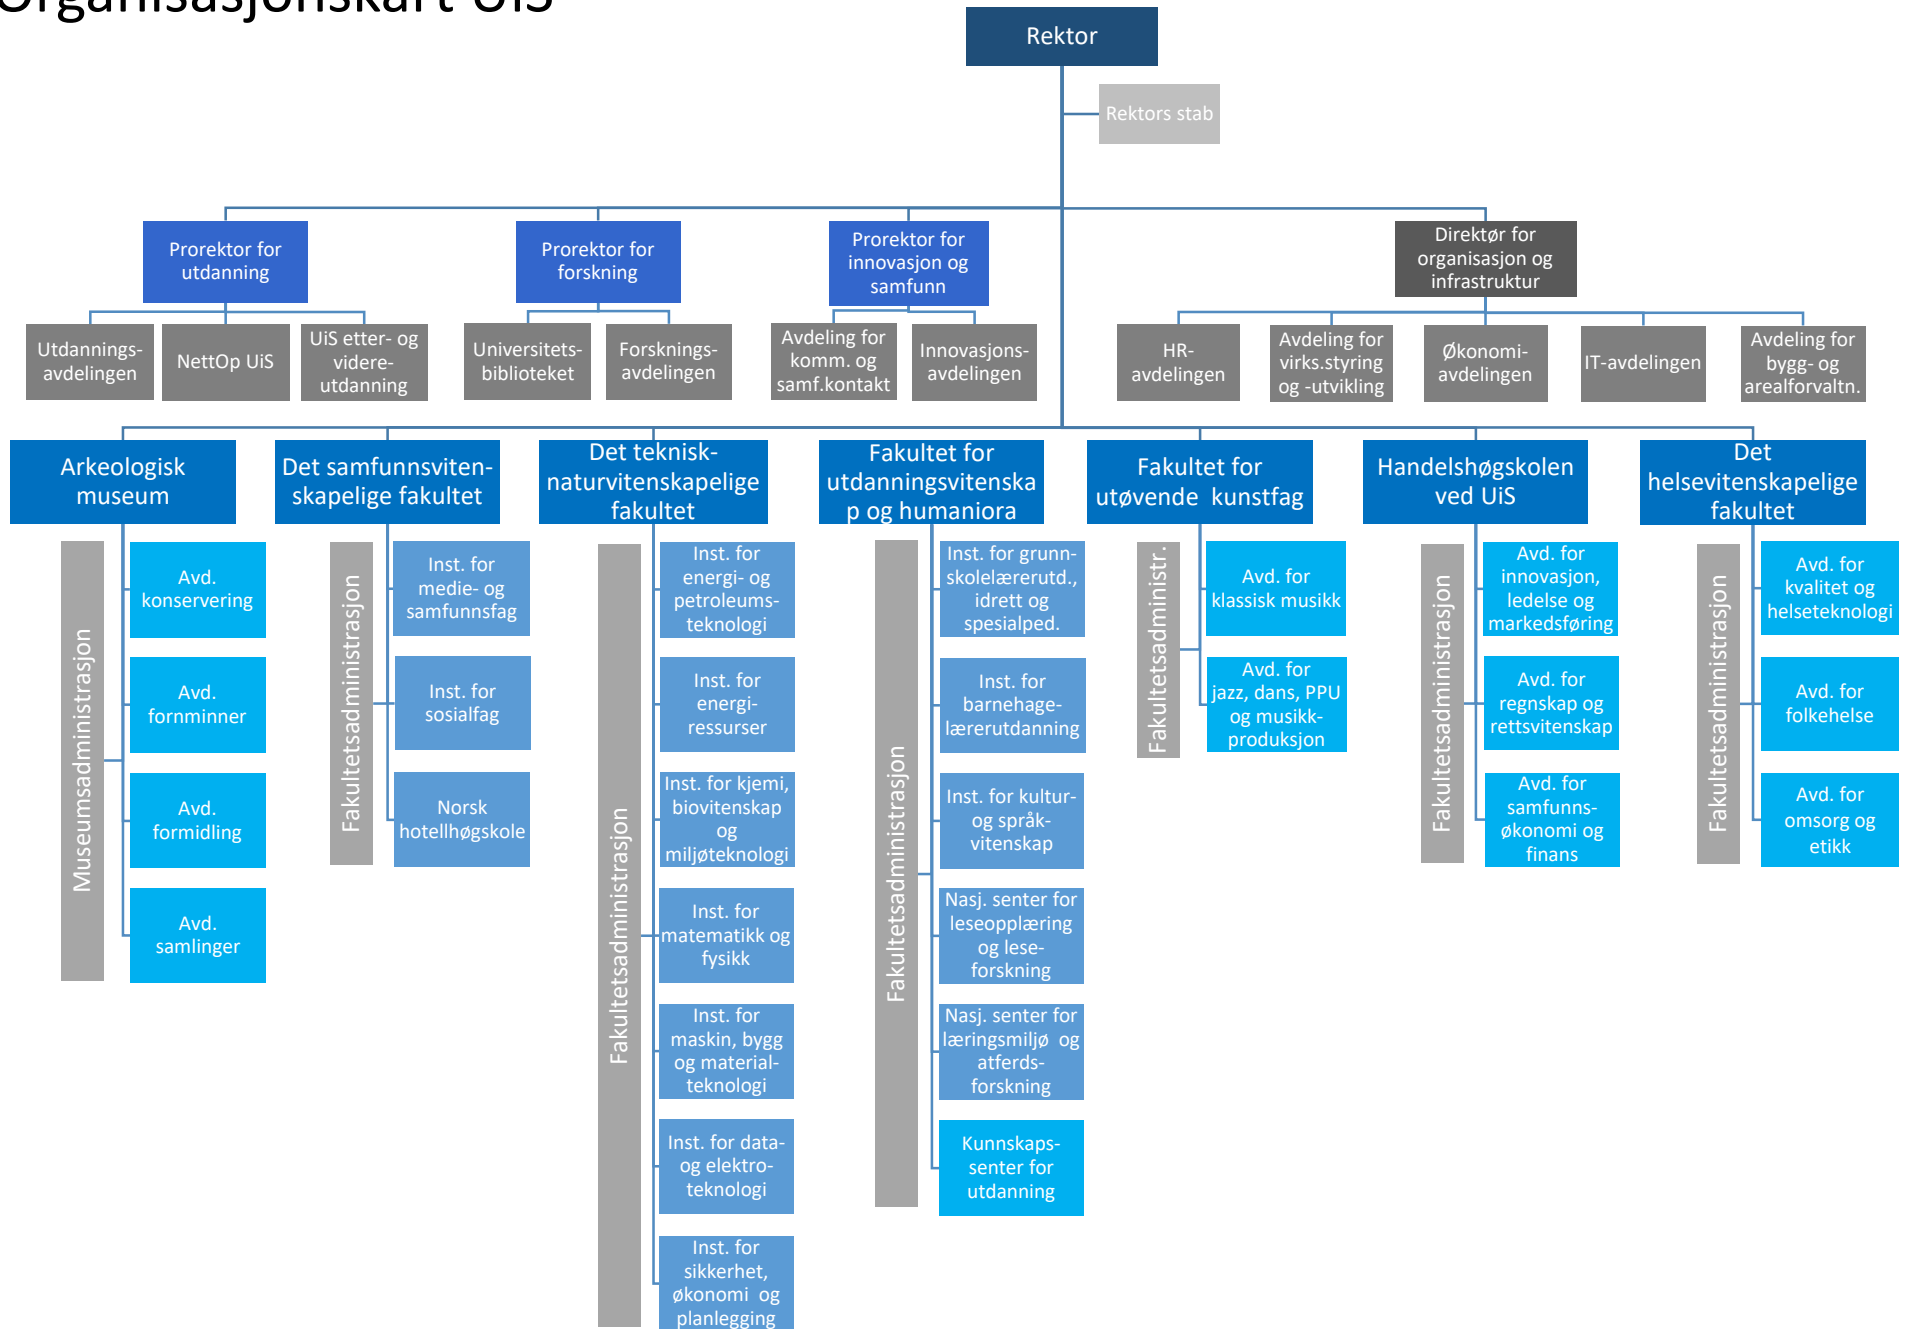 Organisasjonskart UiS
Rektor
Rektors stab
Prorektor for
utdanning
Prorektor for
forskning
Prorektor for
innovasjon og
samfunn
Direktør for
organisasjon og
infrastruktur
Utdannings-
avdelingen
NettOp UiS
UiS etter- og
videre-
utdanning
Universitets-
biblioteket
Forsknings-
avdelingen
Avdeling for
komm. og
samf.kontakt
Innovasjons-
avdelingen
HR-
avdelingen
Avdeling for
virks.styring
og -utvikling
Økonomi-
avdelingen
IT-avdelingen
Avdeling for
bygg- og
arealforvaltn.
Arkeologisk
museum
Museumsadministrasjon
Avd.
konservering
Avd.
fornminner
Avd.
formidling
Avd.
samlinger
Det samfunnsviten-
skapelige fakultet
Fakultetsadministrasjon
Inst. for
medie- og
samfunnsfag
Inst. for
sosialfag
Norsk
hotellhøgskole
Det teknisk-
naturvitenskapelige
fakultet
Fakultetsadministrasjon
Inst. for
energi- og
petroleums-
teknologi
Inst. for
energi-
ressurser
Inst. for kjemi,
biovitenskap
og
miljøteknologi
Inst. for
matematikk og
fysikk
Inst. for
maskin, bygg
og material-
teknologi
Inst. for data-
og elektro-
teknologi
Inst. for
sikkerhet,
økonomi og
planlegging
Fakultet for
utdanningsvitenska
p og humaniora
Fakultetsadministrasjon
Inst. for grunn-
skolelærerutd.,
idrett og
spesialped.
Inst. for
barnehage-
lærerutdanning
Inst. for kultur-
og språk-
vitenskap
Nasj. senter for
leseopplæring
og lese-
forskning
Nasj. senter for
læringsmiljø og
atferds-
forskning
Kunnskaps-
senter for
utdanning
Fakultet for
utøvende kunstfag
Fakultetsadministr.
Avd. for
klassisk musikk
Avd. for
jazz, dans, PPU
og musikk-
produksjon
Handelshøgskolen
ved UiS
Fakultetsadministrasjon
Avd. for
innovasjon,
ledelse og
markedsføring
Avd. for
regnskap og
rettsvitenskap
Avd. for
samfunns-
økonomi og
finans
Det
helsevitenskapelige
fakultet
Fakultetsadministrasjon
Avd. for
kvalitet og
helseteknologi
Avd. for
folkehelse
Avd. for
omsorg og
etikk